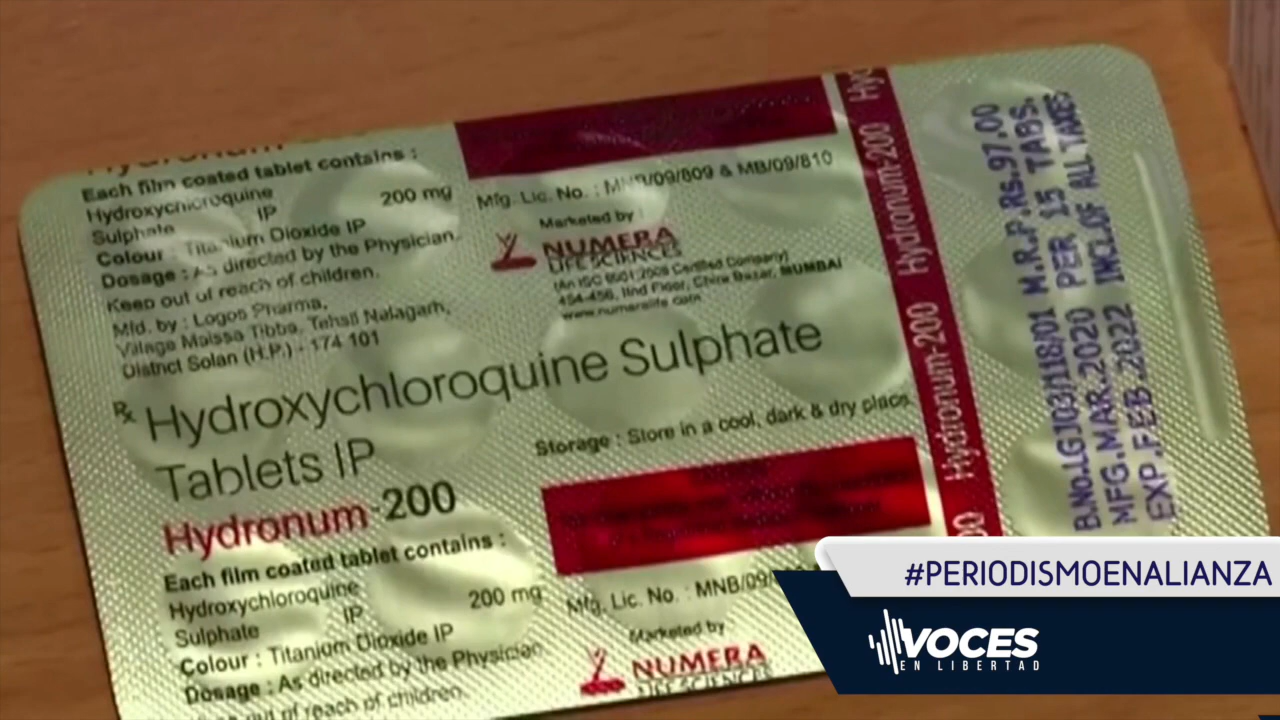 Each film coated tablet contains :
Hydroxychloroquine 200 mg
IP
Sulphate
Colour : Titanium Dioxide IP
Dosage : As directed by the Physician.
Keep out of reach of children.
Mfd. by : Logos Pharma,
Village Maissa Tibba, Tehsil Nalagarh,
District Solan (H.P.) - 174 101
Mfg. Lic. No. : MNB/09/809 & MB/09/810
Marketed by
NUMERA
LIFE SCIENCES
(An ISO 9001:2008 Certified Company)
454-456, IInd Floor, Chira Bazar, MUMBAI
www.numeralife.com
Rx Hydroxychloroquine Sulphate
Tablets IP
Hydronum-200
Storage : Store in a cool, dark & dry place.
Each film coated tablet contains :
Hydroxychloroquine 200 mg
IP
Sulphate
Colour : Titanium Dioxide IP
Dosage : As directed by the Physician.
out of reach of children.
Mfg. Lic. No. : MNB/09/
Marketed by
NUMERA
LIFE SCIENCES
Hy
Hydronum-200
Hydronum-200
00
B.No.LGJ03/118/01 M.R.P.Rs.97.00
MFG.MAR.2020 PER 15 TABS.
EXP.FEB.2022 INCL.OF ALL TAXES
#PERIODISMOENALIANZA
VOCES
EN LIBERTAD